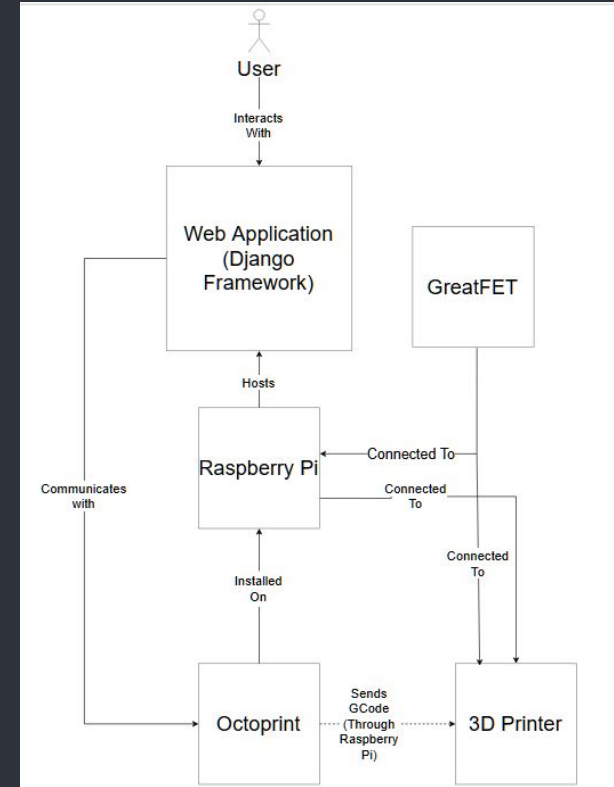 User
Interacts
With
Web Application
(Django
Framework)
GreatFET
Hosts
Raspberry Pi
Connected To
Connected
To
Communicates
with
Connected
To
Installed
On
Octoprint
Sends
GCode
(Through
Raspberry
Pi)
3D Printer